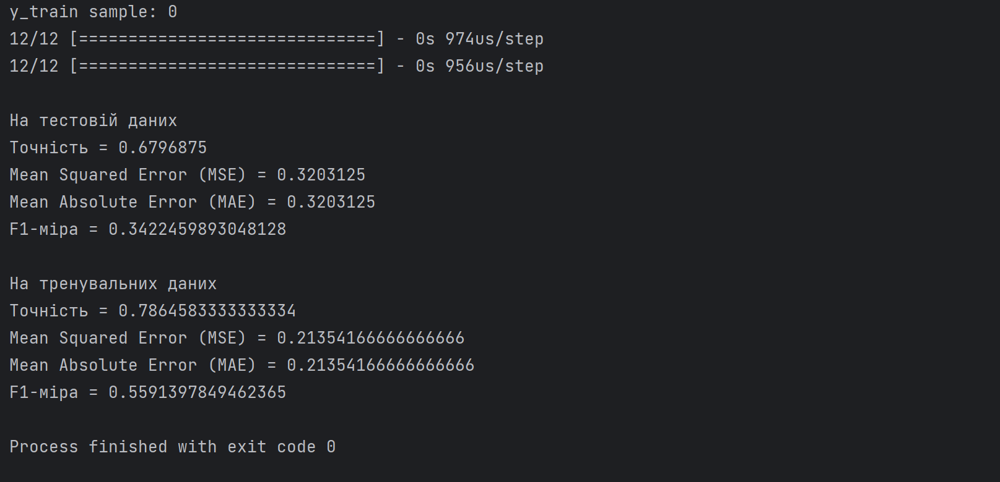 y_train sample: 0
12/12 [==============================] - 0s 974us/step
12/12 [==============================] - 0s 956us/step
На тестовій даних
Точність = 0.6796875
Mean Squared Error (MSE) = 0.3203125
Mean Absolute Error (MAE) = 0.3203125
F1-міра = 0.3422459893048128
На тренувальних даних
Точність = 0.7864583333333334
Mean Squared Error (MSE) = 0.21354166666666666
Mean Absolute Error (MAE) = 0.21354166666666666
F1-міра = 0.5591397849462365
Process finished with exit code 0